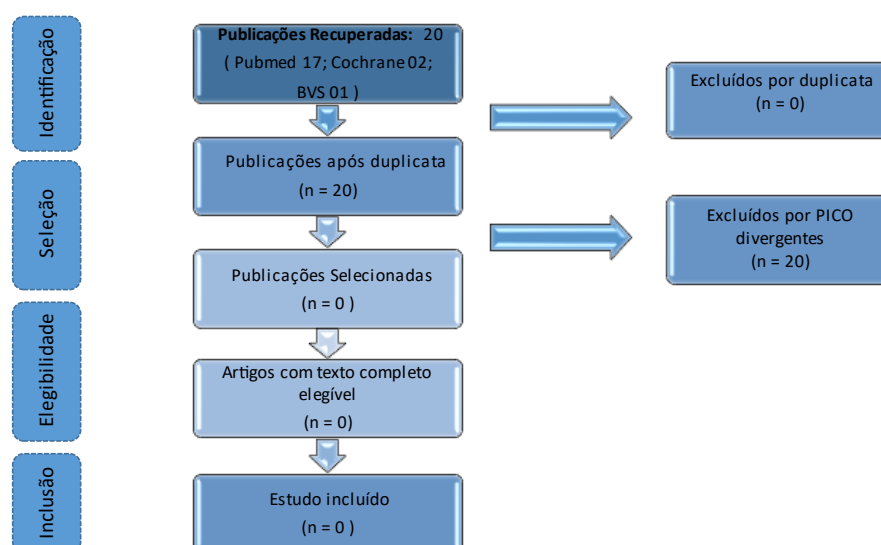 Identificação
Publicações Recuperadas: 20
( Pubmed 17; Cochrane 02;
BVS 01 )
Excluídos por duplicata
(n = 0)
Seleção
Publicações após duplicata
(n = 20)
Excluídos por PICO
divergentes
(n = 20)
Publicações Selecionadas
(n = 0 )
Elegibilidade
Artigos com texto completo
elegível
(n = 0)
Inclusão
Estudo incluído
(n = 0 )